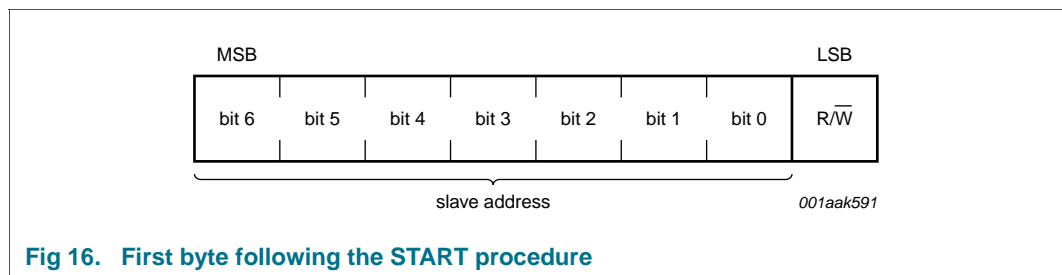 MSB LSB
bit 6 bit 5 bit 4 bit 3 bit 2 bit 1 bit 0 R/W̅
slave address 001aak591
Fig 16. First byte following the START procedure